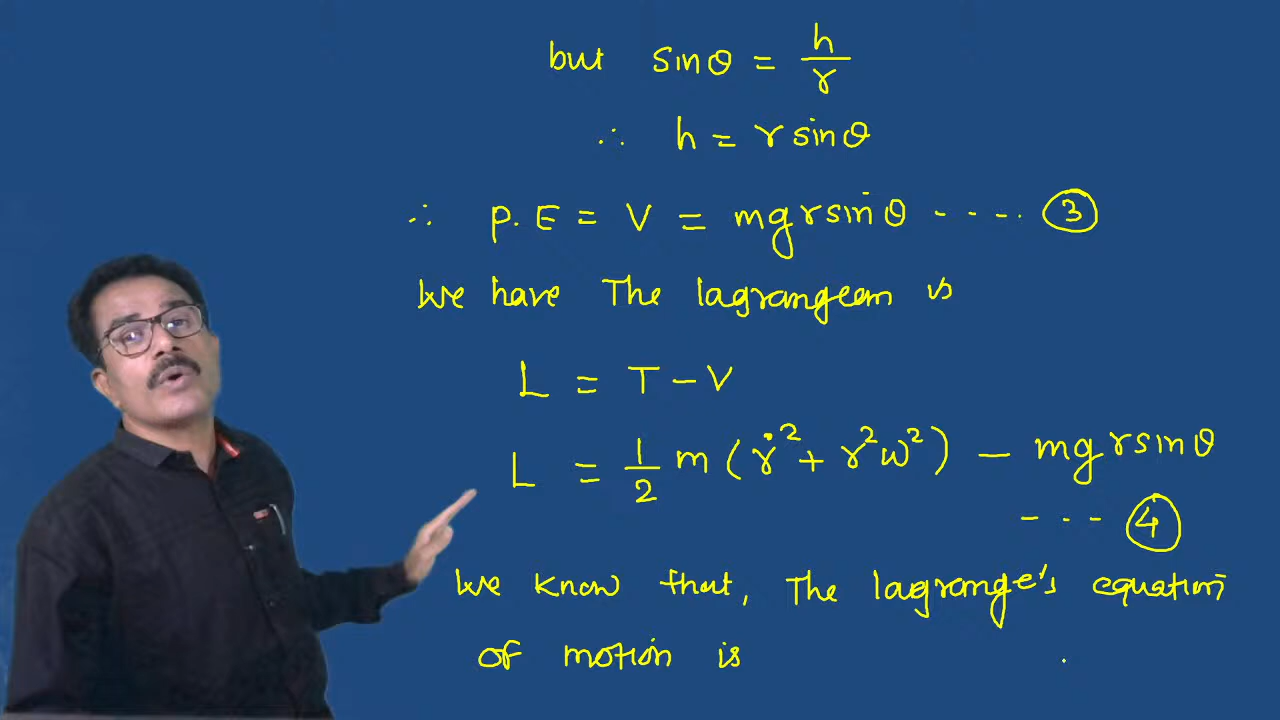 but sinθ = h/r
∴ h = r sinθ
∴ P.E = V = mgr sinθ ---- ③
We have The lagrangean is
L = T - V
L = 1/2 m (ṙ² + r²ω²) - mgr sinθ
--- ④
We know that, The lagrange's equation
of motion is